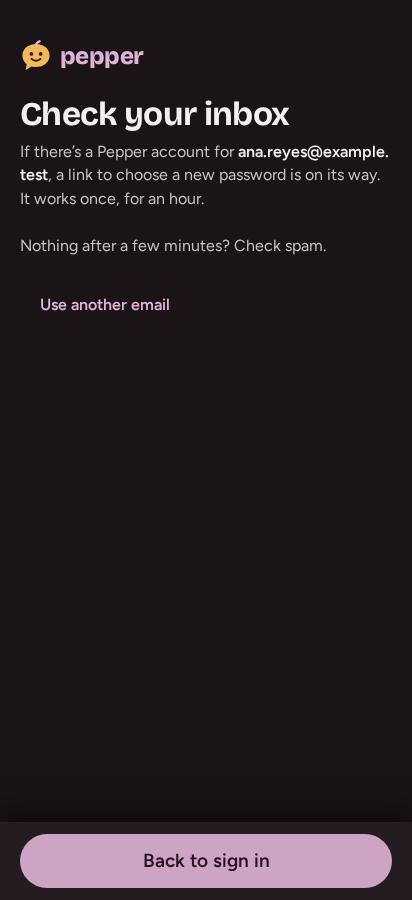 pepper
Check your inbox
If there’s a Pepper account for ana.reyes@example.
test, a link to choose a new password is on its way.
It works once, for an hour.
Nothing after a few minutes? Check spam.
Use another email
Back to sign in